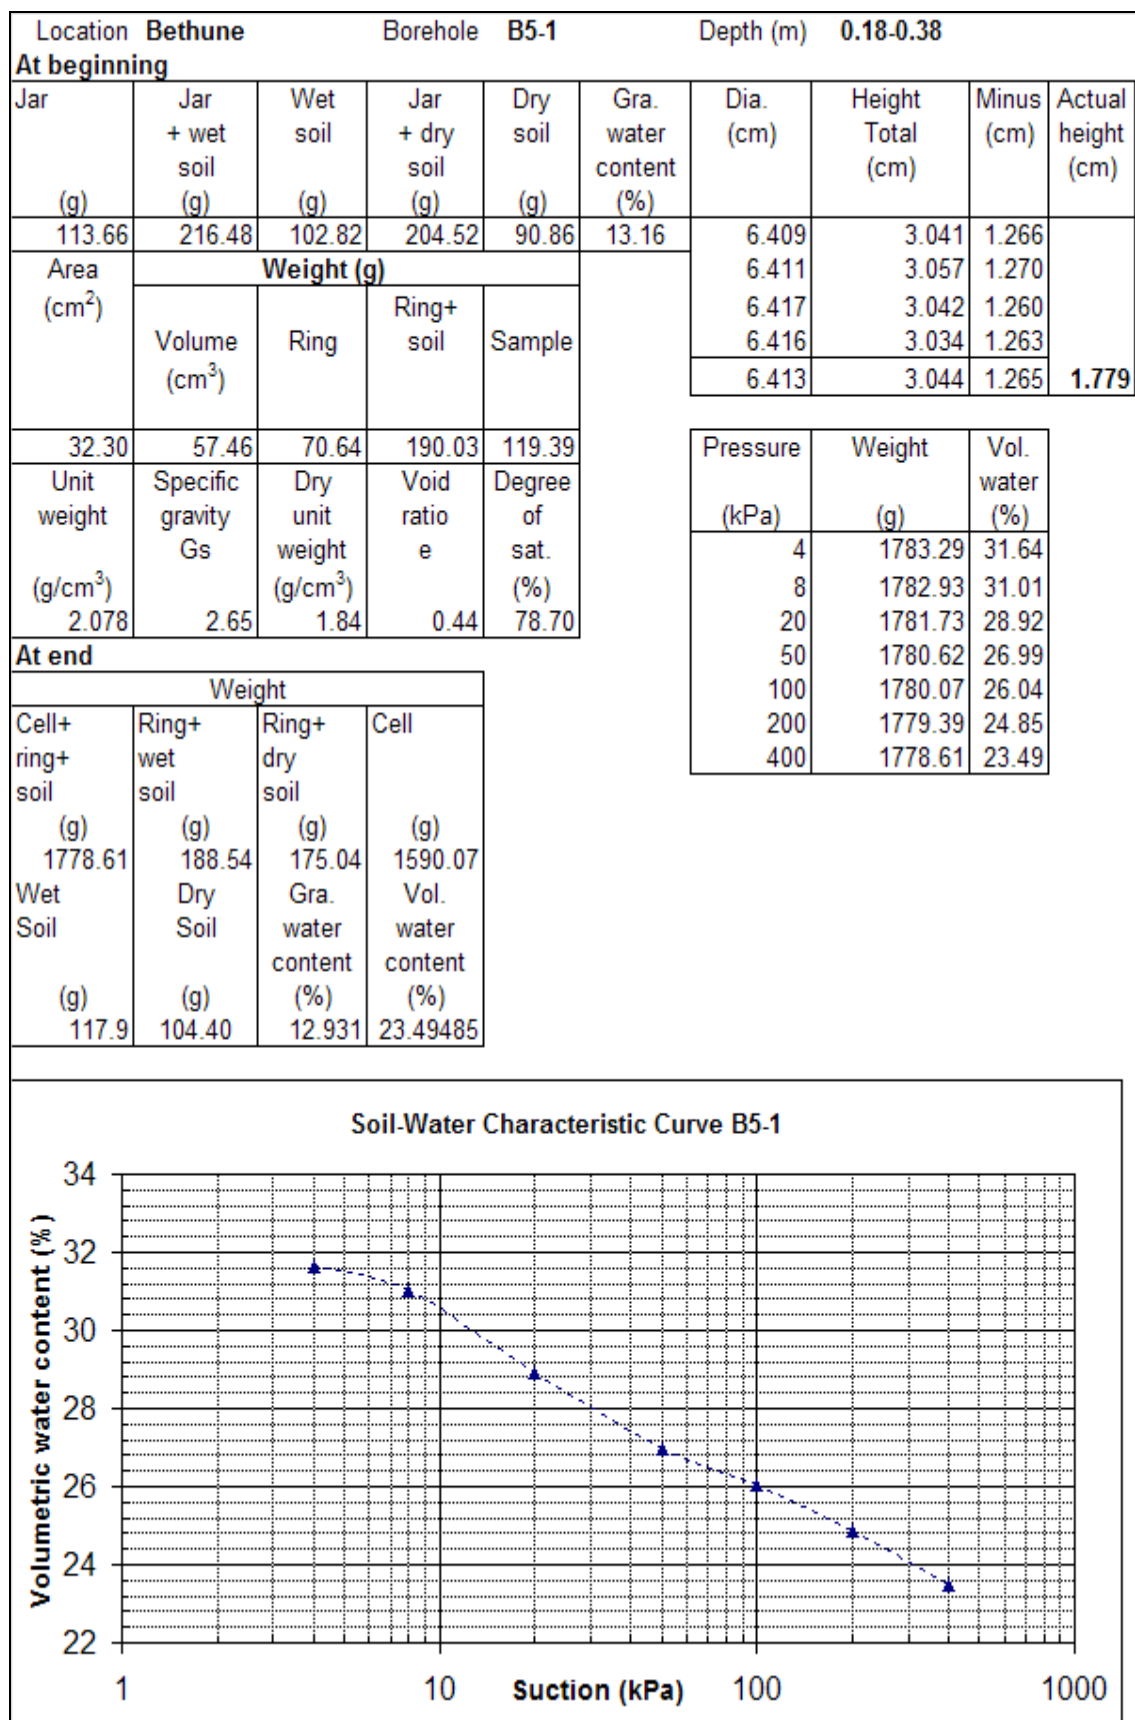 Location Bethune Borehole B5-1 Depth (m) 0.18-0.38
At beginning
Jar Jar Wet Jar Dry Gra. Dia. Height Minus Actual
+ wet soil + dry soil water (cm) Total (cm) height
soil soil content (cm) (cm)
(g) (g) (g) (g) (g) (%)
113.66 216.48 102.82 204.52 90.86 13.16 6.409 3.041 1.266
Area Weight (g) 6.411 3.057 1.270
(cm²) Ring+ 6.417 3.042 1.260
Volume Ring soil Sample 6.416 3.034 1.263
(cm³) 6.413 3.044 1.265 1.779
32.30 57.46 70.64 190.03 119.39 Pressure Weight Vol.
Unit Specific Dry Void Degree water
weight gravity unit ratio of (kPa) (g) (%)
Gs weight e sat. 4 1783.29 31.64
(g/cm³) (g/cm³) (%) 8 1782.93 31.01
2.078 2.65 1.84 0.44 78.70 20 1781.73 28.92
At end 50 1780.62 26.99
Weight 100 1780.07 26.04
Cell+ Ring+ Ring+ Cell 200 1779.39 24.85
ring+ wet dry 400 1778.61 23.49
soil soil soil
(g) (g) (g) (g)
1778.61 188.54 175.04 1590.07
Wet Dry Gra. Vol.
Soil Soil water water
content content
(g) (g) (%) (%)
117.9 104.40 12.931 23.49485
Soil-Water Characteristic Curve B5-1
Volumetric water content (%)
34
32
30
28
26
24
22
1 10 100 1000
Suction (kPa)